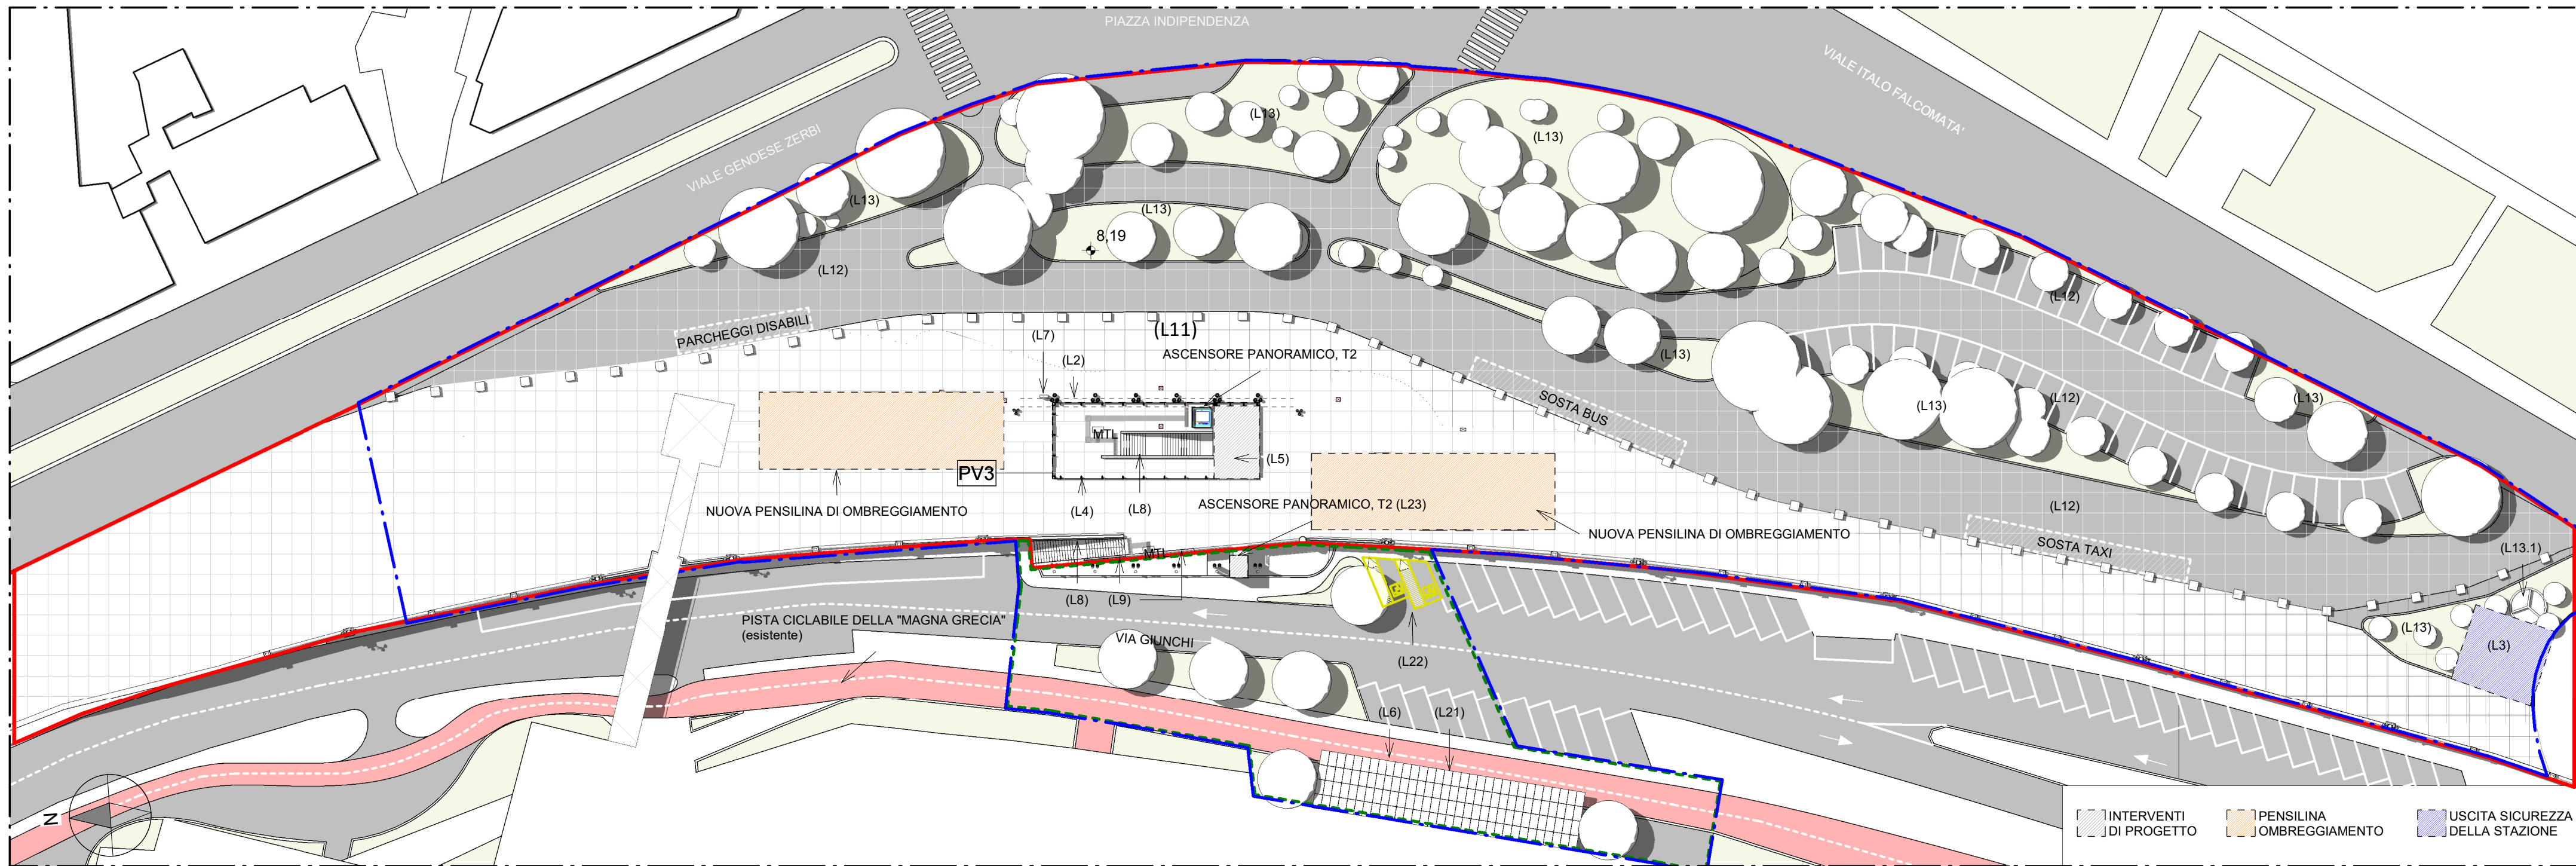 PIAZZA INDIPENDENZA
VIALE ITALO FALCOMATA'
VIALE GENOESE ZERBI
(L13)
(L13)
(L13)
(L13)
8,19
(L12)
(L12)
PARCHEGGI DISABILI
(L11)
(L7)
(L2)
ASCENSORE PANORAMICO, T2
(L13)
SOSTA BUS
(L13)
(L12)
(L13)
MTL
(L5)
PV3
NUOVA PENSILINA DI OMBREGGIAMENTO
(L4)
(L8)
ASCENSORE PANORAMICO, T2 (L23)
NUOVA PENSILINA DI OMBREGGIAMENTO
(L12)
SOSTA TAXI
(L13.1)
MTL
(L8)
(L9)
PISTA CICLABILE DELLA "MAGNA GRECIA"
(esistente)
VIA GIUNCHI
(L22)
(L13)
(L3)
(L6)
(L21)
N
INTERVENTI
DI PROGETTO
PENSILINA
OMBREGGIAMENTO
USCITA SICUREZZA
DELLA STAZIONE